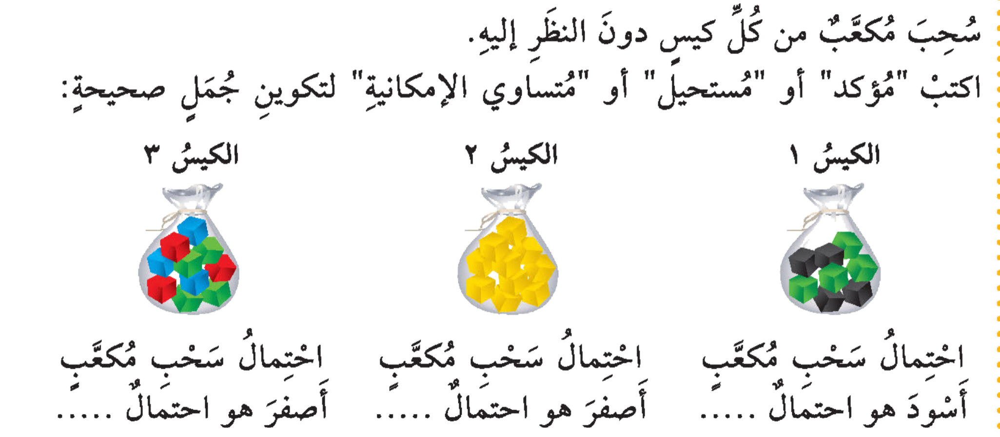 سُحِبَ مُكعَّبٌ من كُلِّ كيسٍ دونَ النظَرِ إليهِ.
اكتبْ "مُؤكد" أو "مُستحيل" أو "مُتساوي الإمكانيةِ" لتكوينِ جُمَلٍ صحيحةٍ:
الكيسُ ١
الكيسُ ٢
الكيسُ ٣
احْتِمالُ سَحْبِ مُكعَّبٍ
أَسْودَ هو احتمالٌ .....
احْتِمالُ سَحْبِ مُكعَّبٍ
أَصفرَ هو احتمالٌ .....
احْتِمالُ سَحْبِ مُكعَّبٍ
أَصفرَ هو احتمالٌ .....